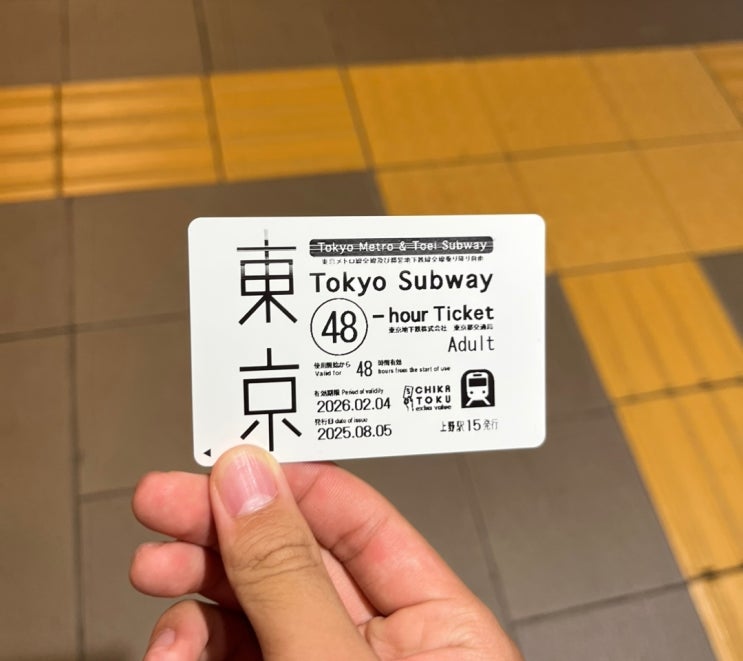 東京
Tokyo Metro & Toei Subway
東京メトロ線全線及び都営地下鉄線全線乗り降り自由
Tokyo Subway
48-hour Ticket
東京地下鉄株式会社 東京都交通局
Adult
使用開始から 48 時間有効
Valid for 48 hours from the start of use
有効期限 Period of validity
2026.02.04
発行日 date of issue
2025.08.05
CHIKA
TOKU
extra value
上野駅15発行